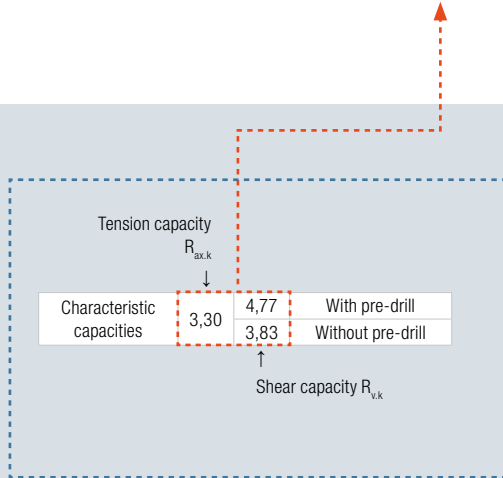 Tension capacity
Rax.k
↓
Characteristic
capacities
3,30
4,77
With pre-drill
3,83
Without pre-drill
↑
Shear capacity Rv.k